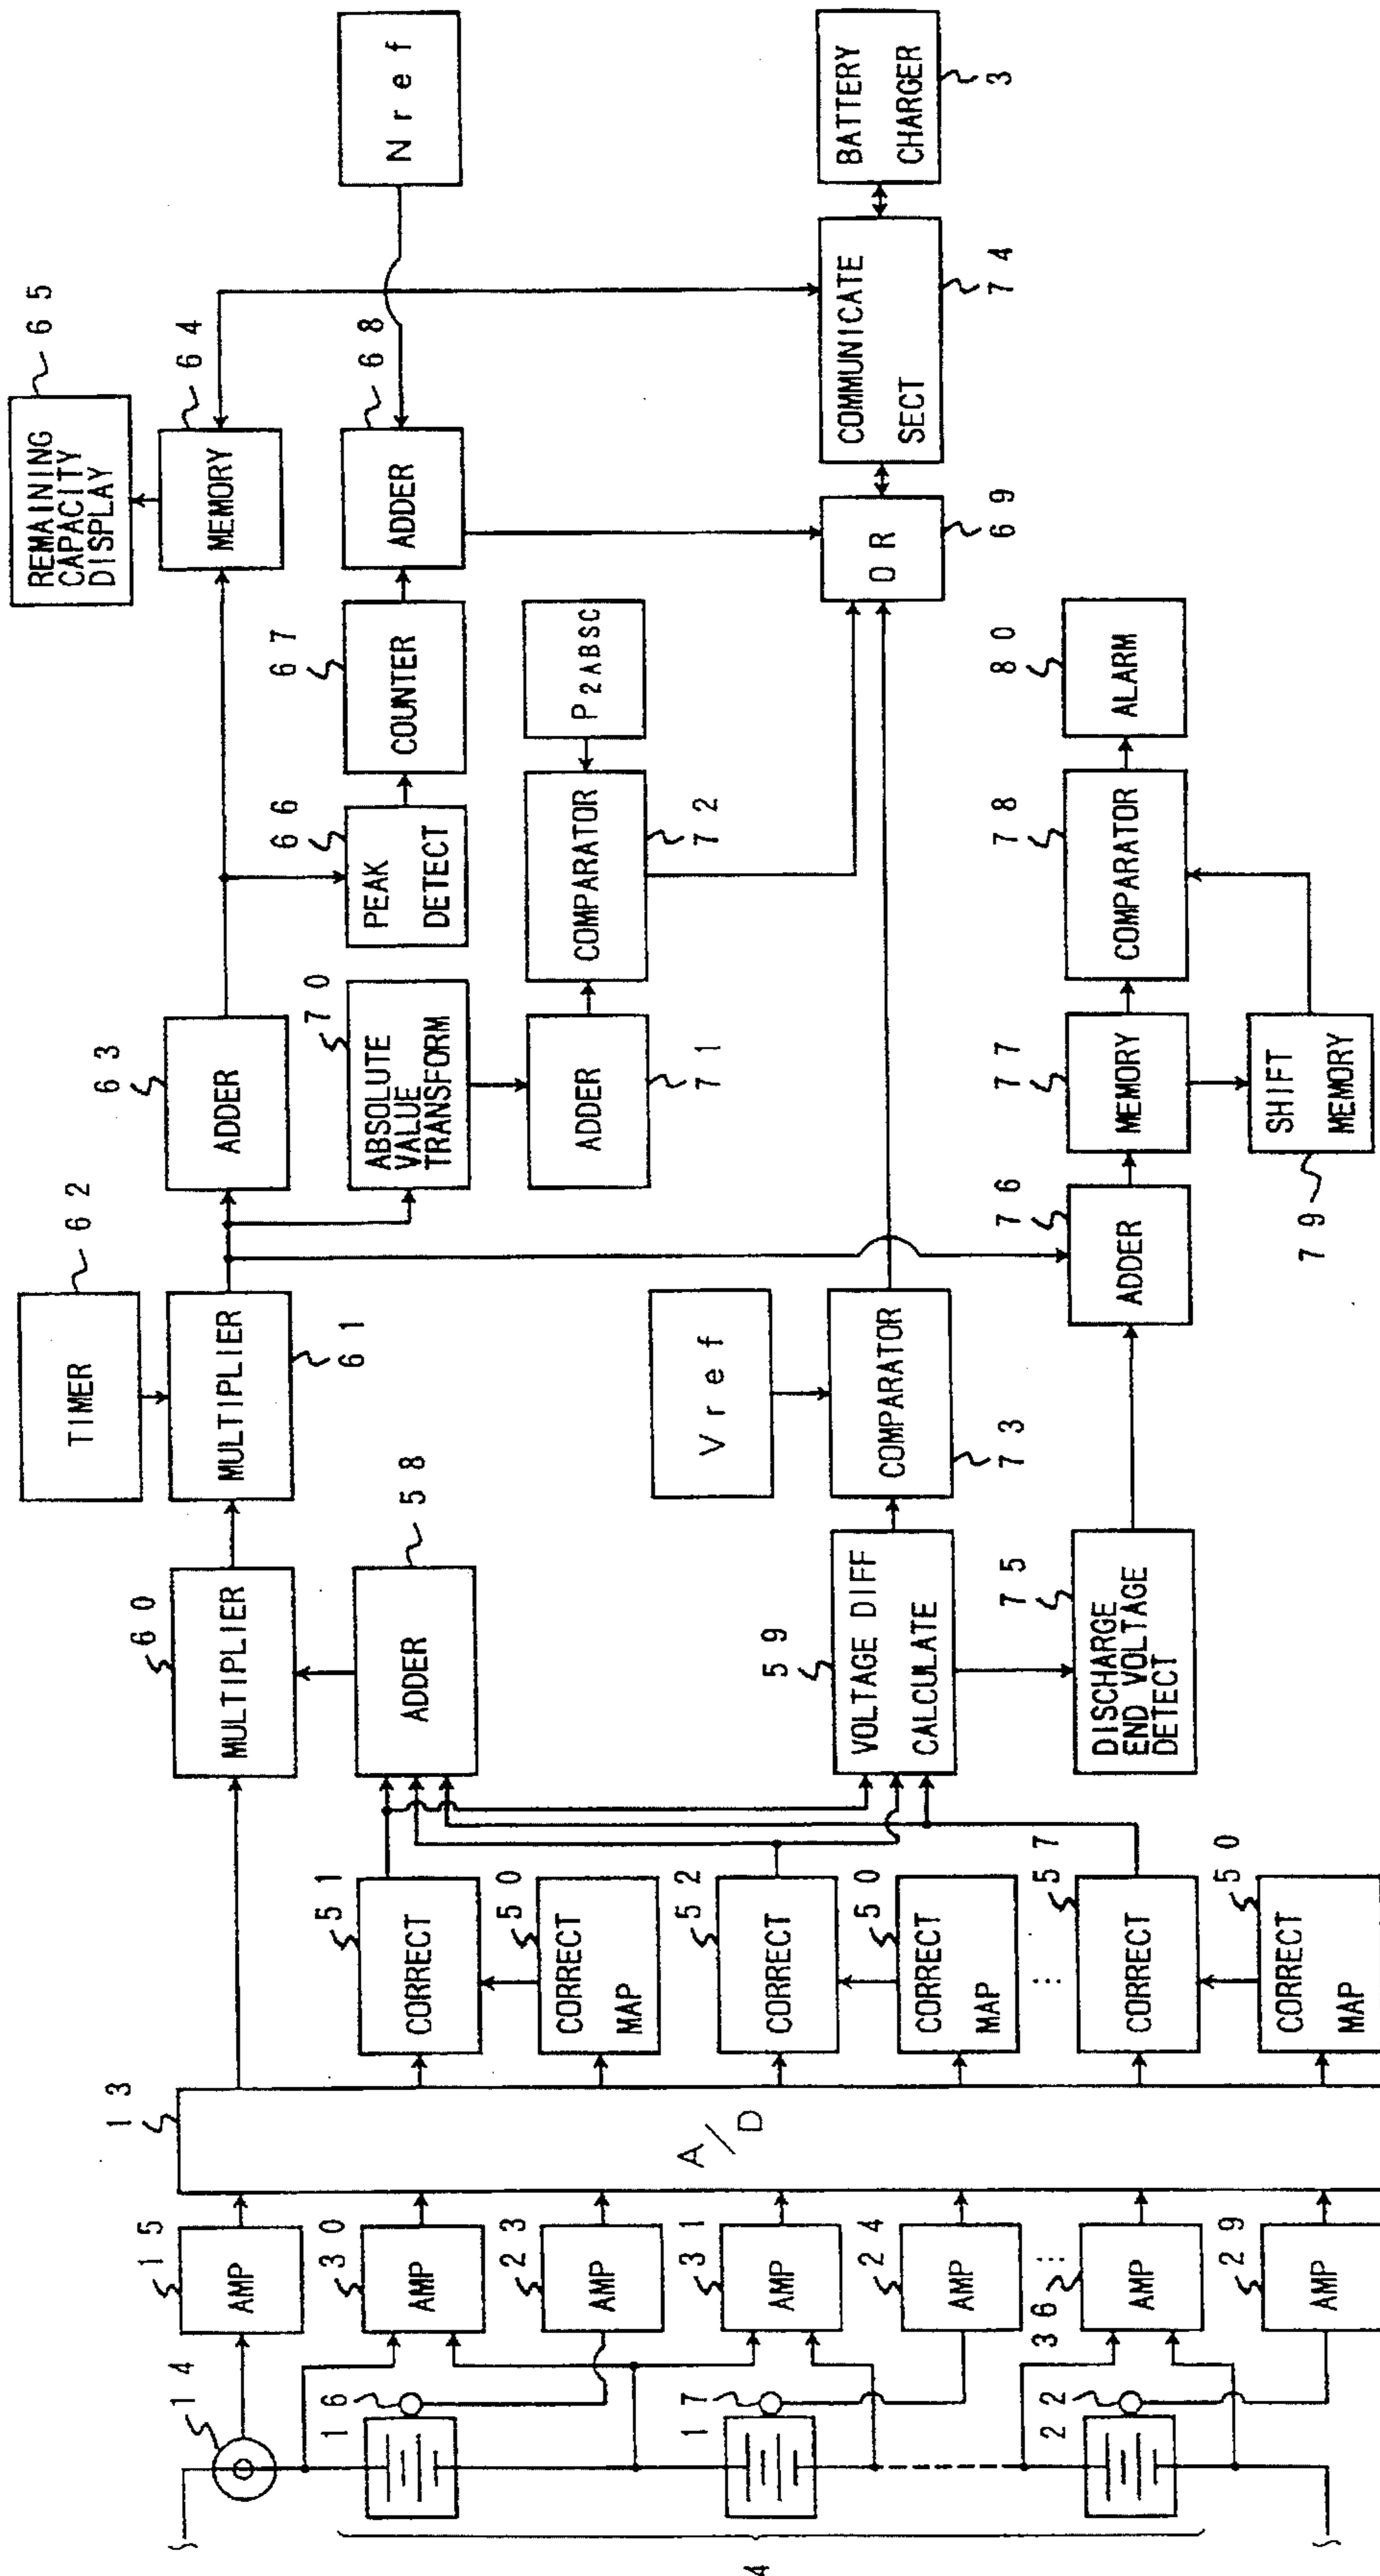 REMAINING
CAPACITY
DISPLAY
65
TIMER
62
MEMORY
64
ADDER
63
MULTIPLIER
61
MULTIPLIER
60
13
A/D
AMP
15
14
Nref
ADDER
68
COUNTER
67
PEAK
DETECT
66
ABSOLUTE
VALUE
TRANSFORM
70
ADDER
58
CORRECT
51
AMP
30
16
P2ABSC
COMPARATOR
72
ADDER
71
CORRECT
MAP
50
AMP
23
Vref
CORRECT
52
AMP
31
17
BATTERY
CHARGER
3
COMMUNICATE
SECT
74
OR
69
COMPARATOR
73
VOLTAGE DIFF
CALCULATE
59
CORRECT
MAP
50
AMP
24
ALARM
80
COMPARATOR
78
MEMORY
77
ADDER
76
DISCHARGE
END VOLTAGE
DETECT
75
CORRECT
57
AMP
36
22
SHIFT
MEMORY
79
CORRECT
MAP
50
AMP
29
4